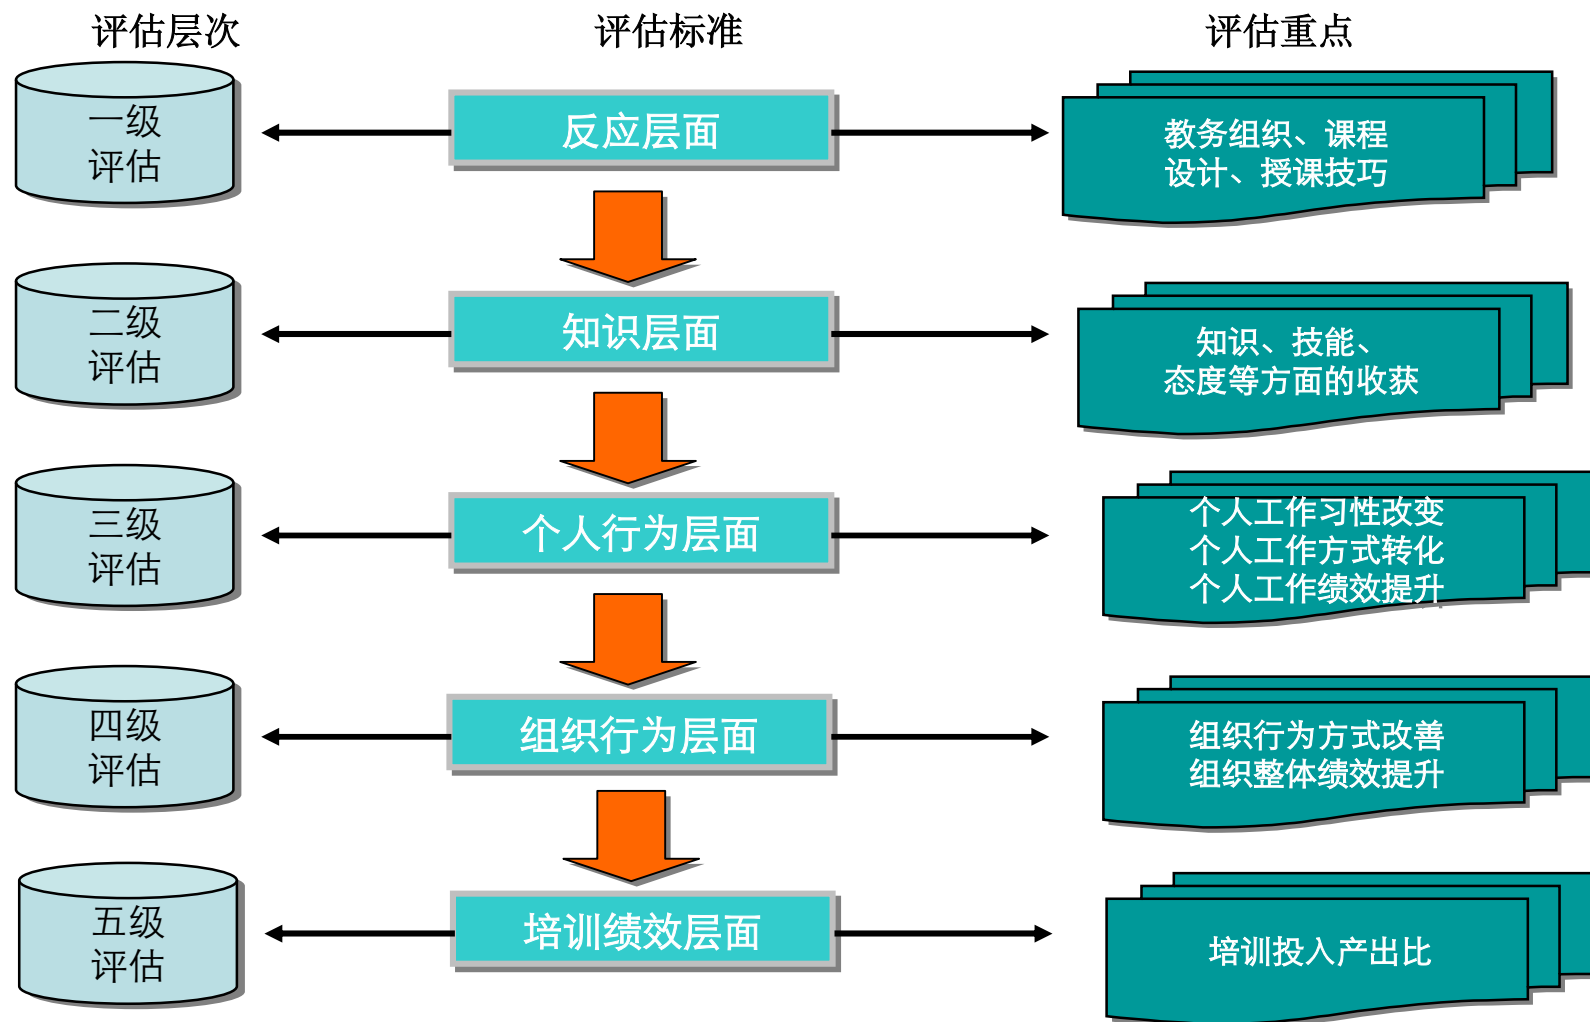 评估层次
评估标准
评估重点
一级
评估
反应层面
教务组织、课程
设计、授课技巧
二级
评估
知识层面
知识、技能、
态度等方面的收获
三级
评估
个人行为层面
个人工作习性改变
个人工作方式转化
个人工作绩效提升
四级
评估
组织行为层面
组织行为方式改善
组织整体绩效提升
五级
评估
培训绩效层面
培训投入产出比